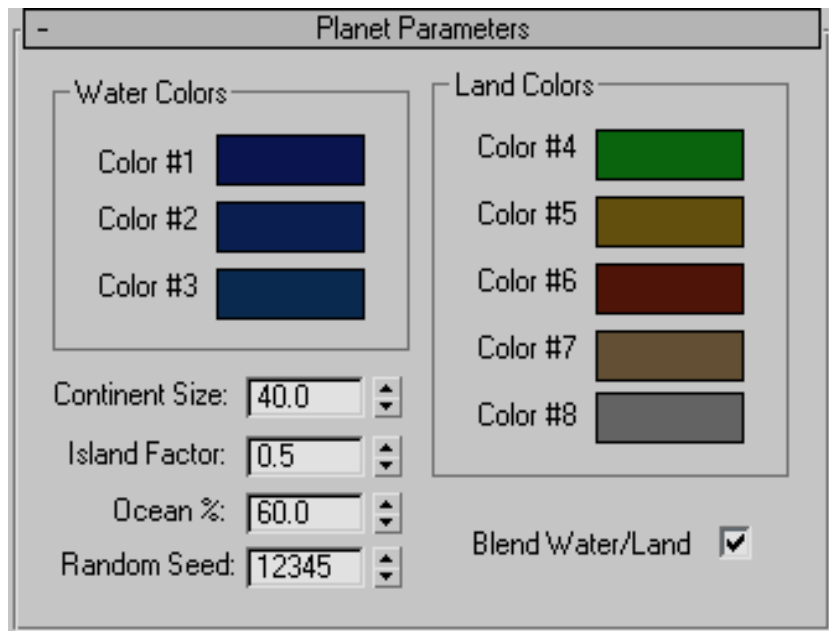 - Planet Parameters
Water Colors
Color #1
Color #2
Color #3
Land Colors
Color #4
Color #5
Color #6
Color #7
Color #8
Continent Size: 40.0
Island Factor: 0.5
Ocean %: 60.0
Random Seed: 12345
Blend Water/Land